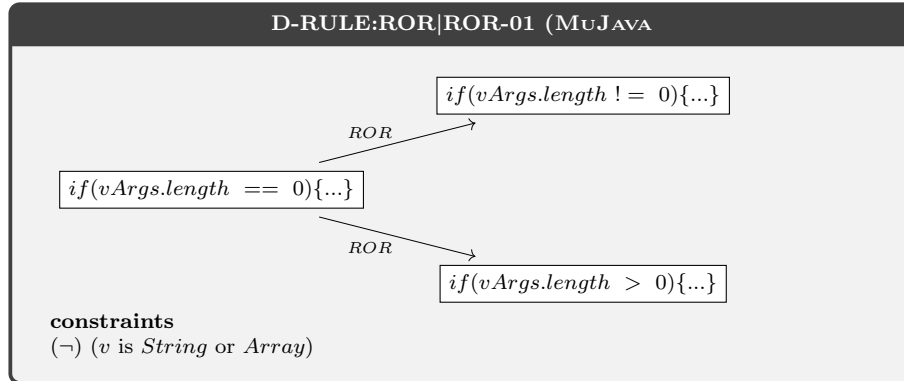 D-RULE:ROR|ROR-01 (MuJava
if(vArgs.length ! = 0){...}
ROR
if(vArgs.length == 0){...}
ROR
if(vArgs.length > 0){...}
constraints
(¬) (v is String or Array)